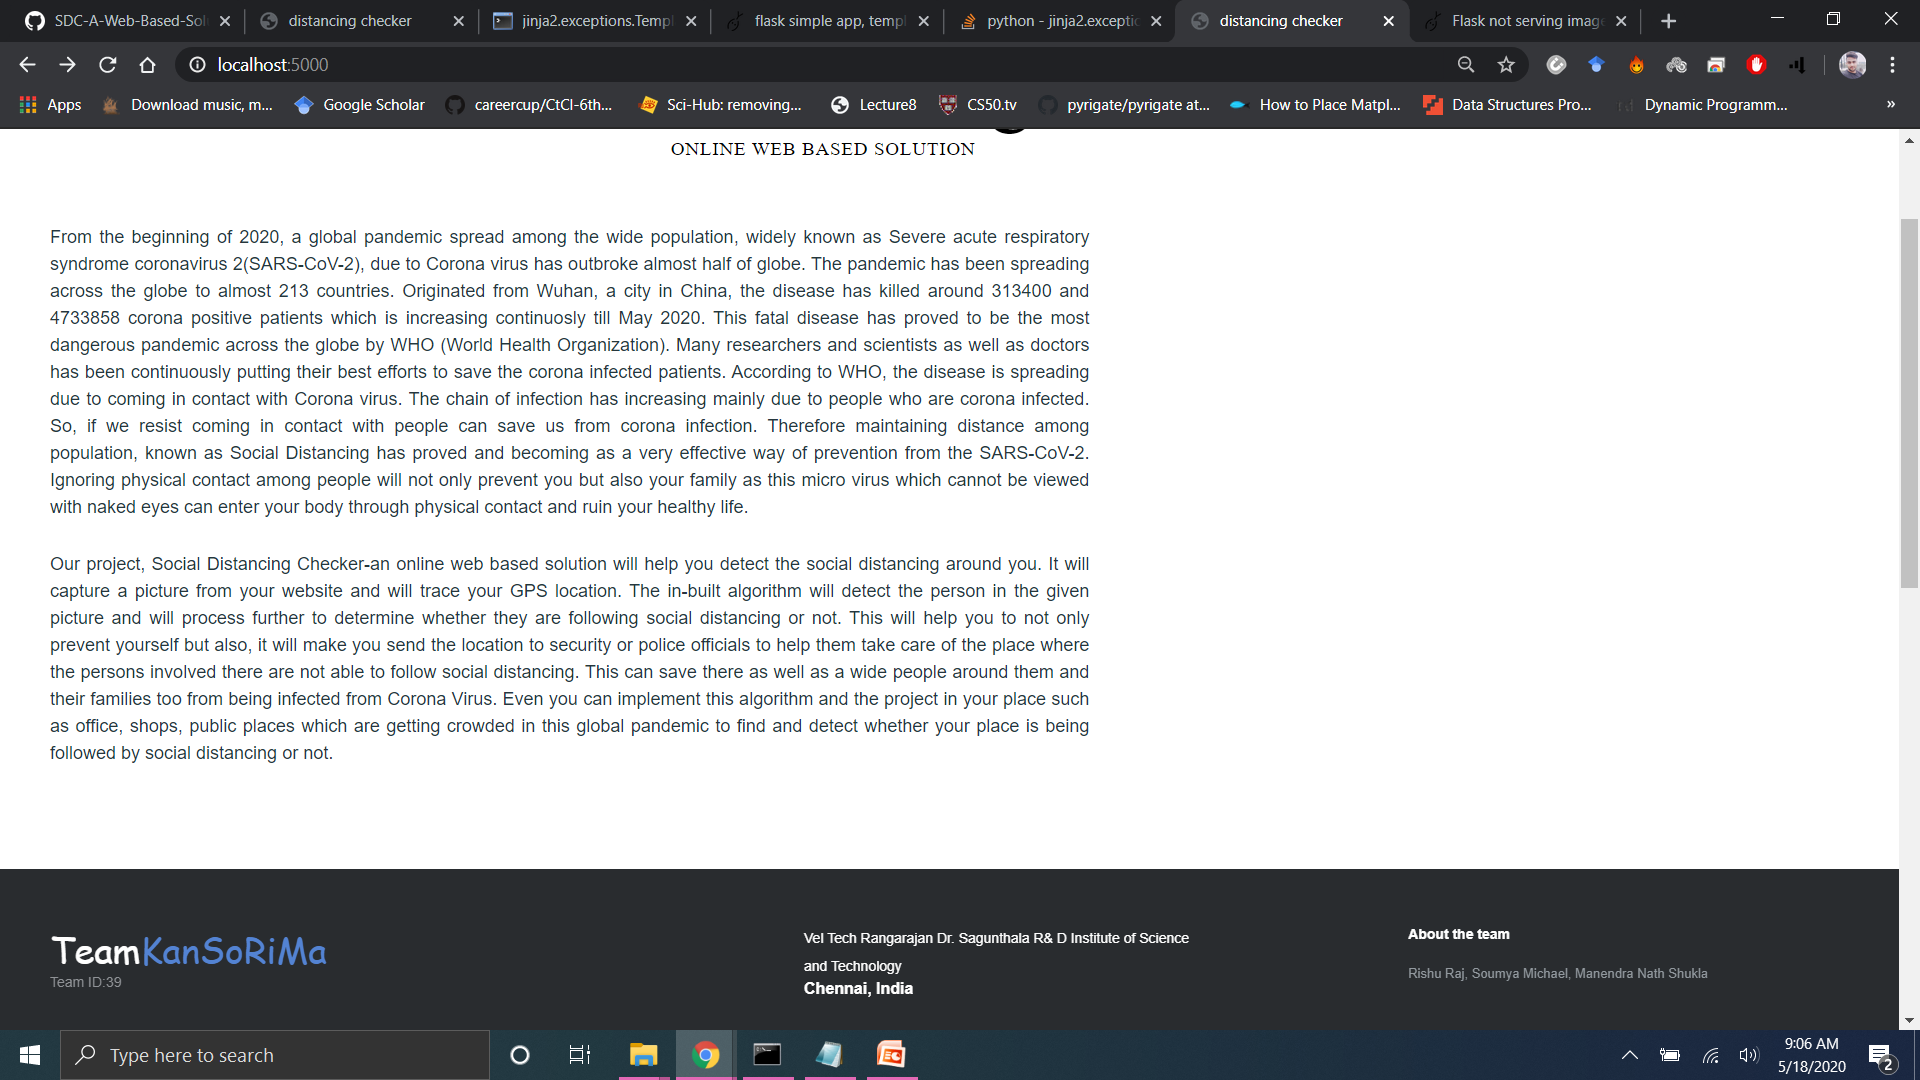 SDC-A-Web-Based-Sol
distancing checker
jinja2.exceptions.Templ
flask simple app, templ
python - jinja2.exceptio
distancing checker
Flask not serving image
localhost:5000
Apps
Download music, m...
Google Scholar
careercup/CtCI-6th...
Sci-Hub: removing...
Lecture8
CS50.tv
pyrigate/pyrigate at...
How to Place Matpl...
Data Structures Pro...
Dynamic Programm...
»
ONLINE WEB BASED SOLUTION
From the beginning of 2020, a global pandemic spread among the wide population, widely known as Severe acute respiratory
syndrome coronavirus 2(SARS-CoV-2), due to Corona virus has outbroke almost half of globe. The pandemic has been spreading
across the globe to almost 213 countries. Originated from Wuhan, a city in China, the disease has killed around 313400 and
4733858 corona positive patients which is increasing continuosly till May 2020. This fatal disease has proved to be the most
dangerous pandemic across the globe by WHO (World Health Organization). Many researchers and scientists as well as doctors
has been continuously putting their best efforts to save the corona infected patients. According to WHO, the disease is spreading
due to coming in contact with Corona virus. The chain of infection has increasing mainly due to people who are corona infected.
So, if we resist coming in contact with people can save us from corona infection. Therefore maintaining distance among
population, known as Social Distancing has proved and becoming as a very effective way of prevention from the SARS-CoV-2.
Ignoring physical contact among people will not only prevent you but also your family as this micro virus which cannot be viewed
with naked eyes can enter your body through physical contact and ruin your healthy life.
Our project, Social Distancing Checker-an online web based solution will help you detect the social distancing around you. It will
capture a picture from your website and will trace your GPS location. The in-built algorithm will detect the person in the given
picture and will process further to determine whether they are following social distancing or not. This will help you to not only
prevent yourself but also, it will make you send the location to security or police officials to help them take care of the place where
the persons involved there are not able to follow social distancing. This can save there as well as a wide people around them and
their families too from being infected from Corona Virus. Even you can implement this algorithm and the project in your place such
as office, shops, public places which are getting crowded in this global pandemic to find and detect whether your place is being
followed by social distancing or not.
TeamKanSoRiMa
Team ID:39
Vel Tech Rangarajan Dr. Sagunthala R& D Institute of Science
and Technology
Chennai, India
About the team
Rishu Raj, Soumya Michael, Manendra Nath Shukla
Type here to search
9:06 AM
5/18/2020
2